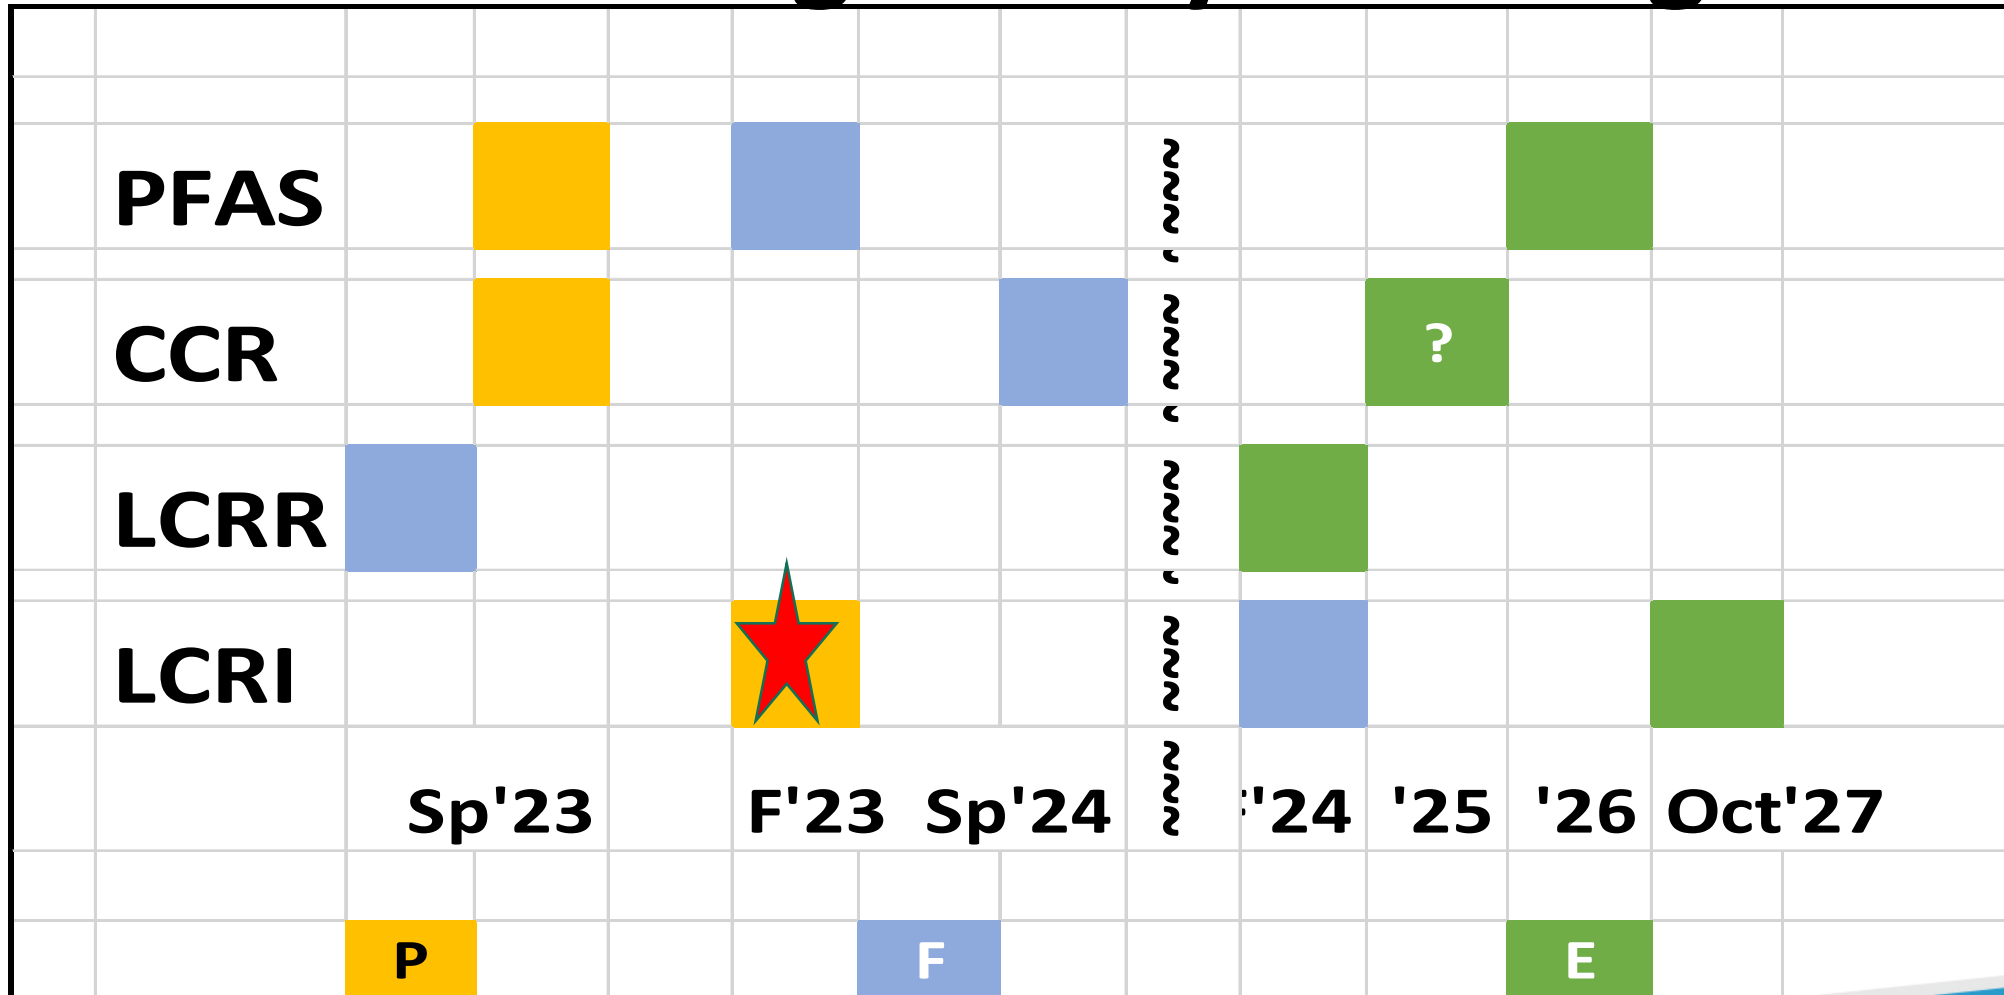 PFAS
CCR ?
LCRR
LCRI
Sp'23 F'23 Sp'24 F'24 '25 '26 Oct'27
P F E